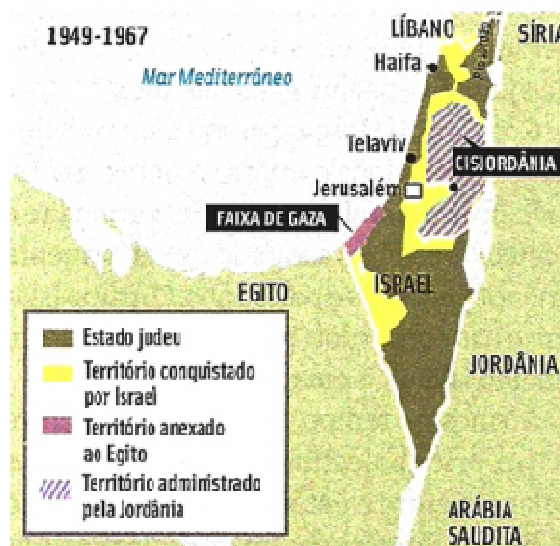 1949-1967
LÍBANO
SÍRIA
Haifa
Mar Mediterrâneo
Telaviv
CISJORDÂNIA
Jerusalém
FAIXA DE GAZA
ISRAEL
EGITO
JORDÂNIA
Estado judeu
Território conquistado
por Israel
Território anexado
ao Egito
Território administrado
pela Jordânia
ARÁBIA
SAUDITA